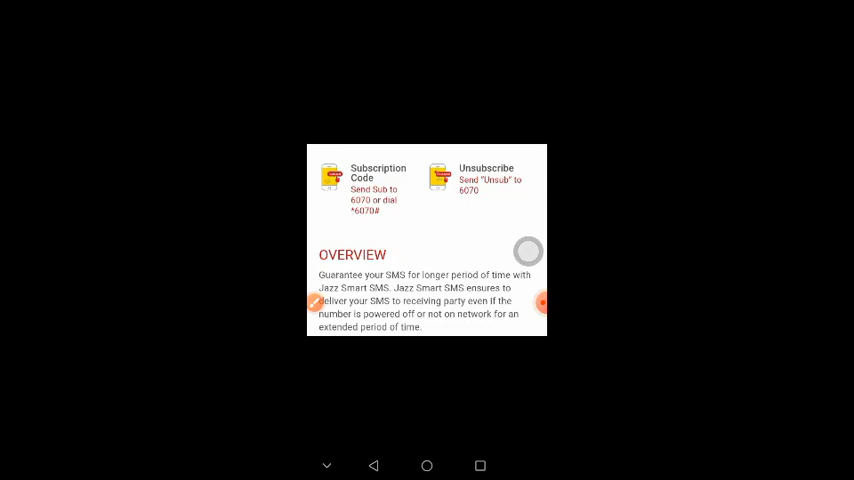 Subscription
Code
Send Sub to
6070 or dial
*6070#
Unsubscribe
Send "Unsub" to
6070
OVERVIEW
Guarantee your SMS for longer period of time with
Jazz Smart SMS. Jazz Smart SMS ensures to
deliver your SMS to receiving party even if the
number is powered off or not on network for an
extended period of time.